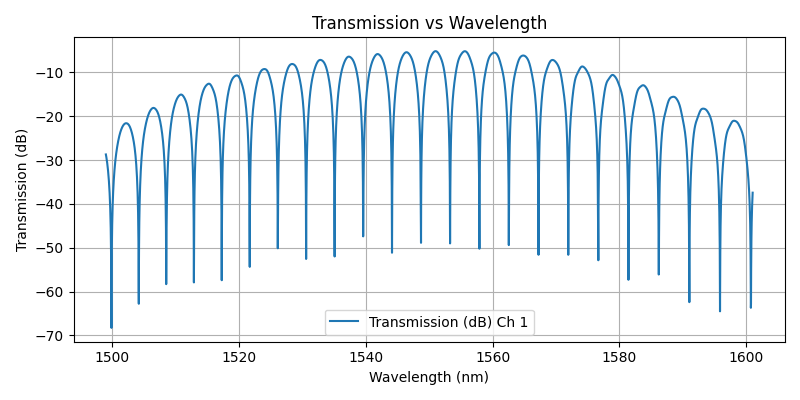 Transmission vs Wavelength
Transmission (dB)
−10
−20
−30
−40
−50
−60
−70
Transmission (dB) Ch 1
1500 1520 1540 1560 1580 1600
Wavelength (nm)